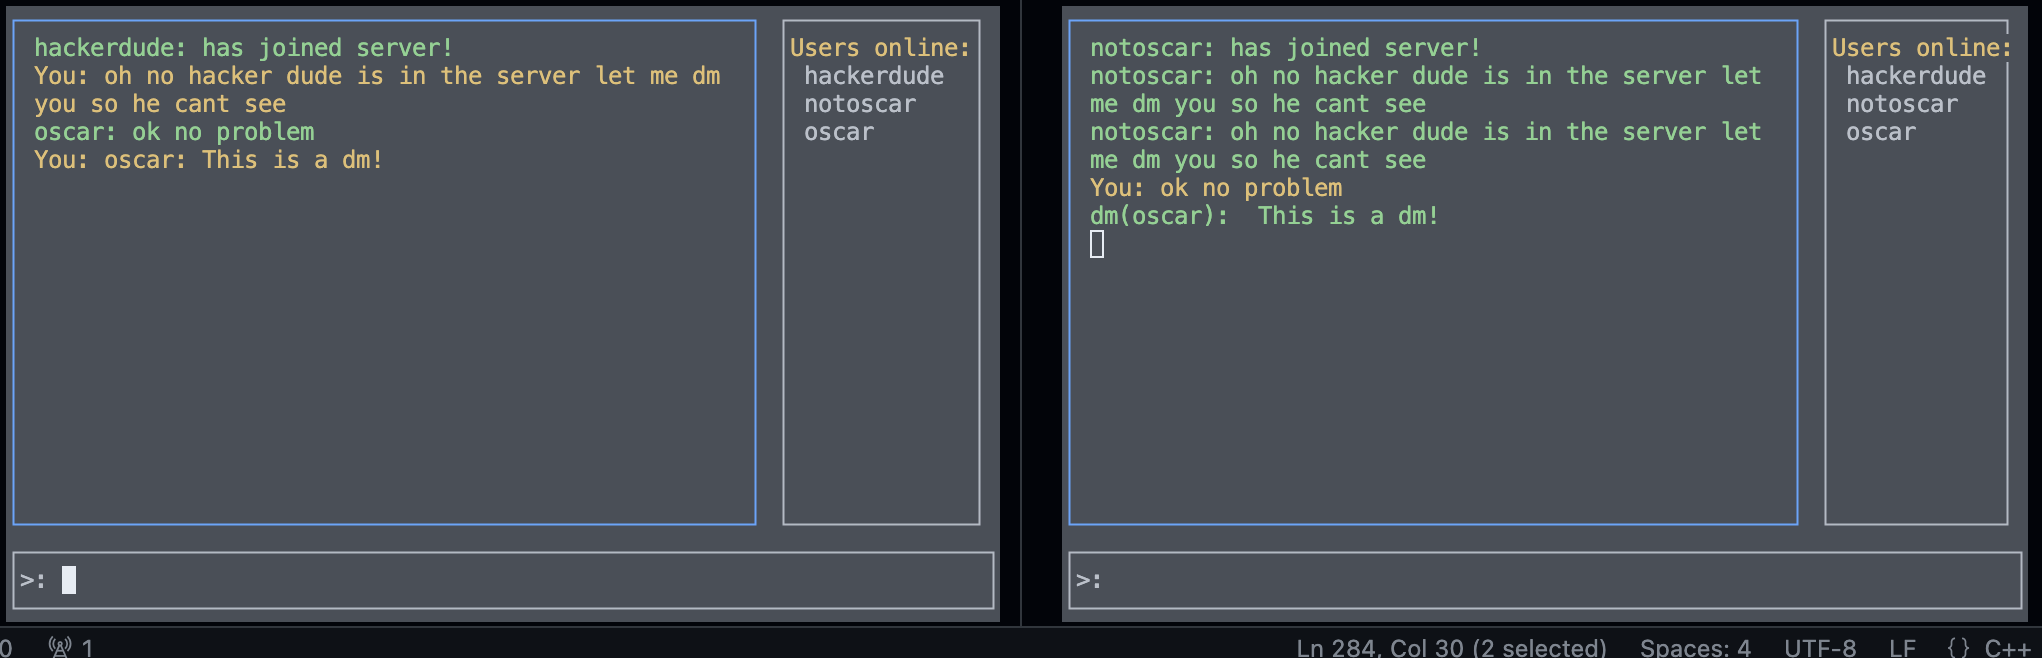 hackerdude: has joined server!
You: oh no hacker dude is in the server let me dm
you so he cant see
oscar: ok no problem
You: oscar: This is a dm!
Users online:
hackerdude
notoscar
oscar
>:
notoscar: has joined server!
notoscar: oh no hacker dude is in the server let
me dm you so he cant see
notoscar: oh no hacker dude is in the server let
me dm you so he cant see
You: ok no problem
dm(oscar):  This is a dm!
Users online:
hackerdude
notoscar
oscar
>:
0 1 Ln 284, Col 30 (2 selected) Spaces: 4 UTF-8 LF {} C++